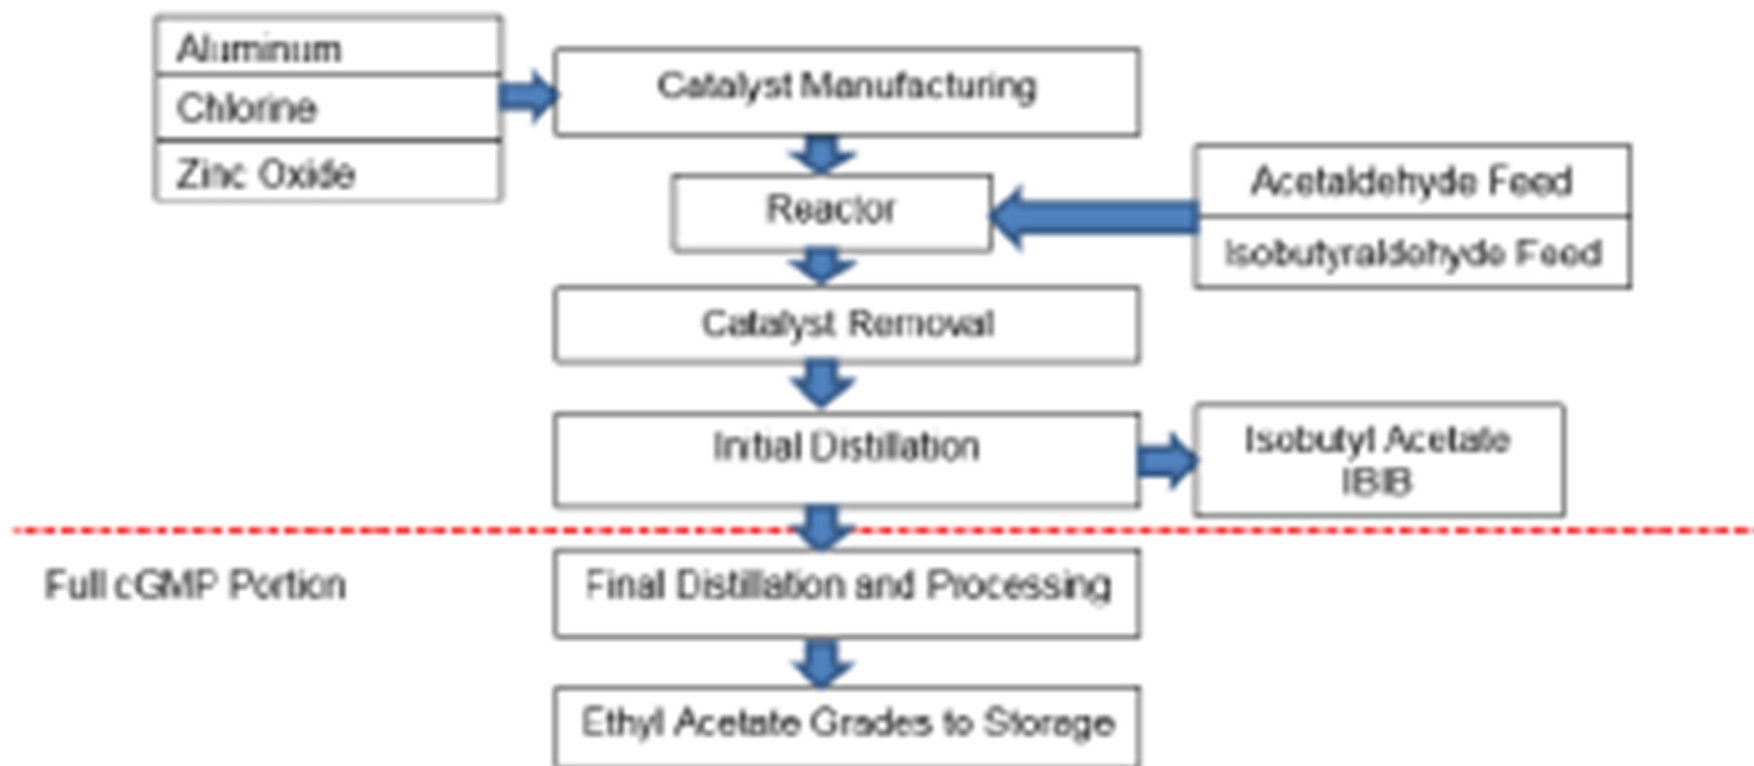 Aluminum
Chlorine
Zinc Oxide
Catalyst Manufacturing
Reactor
Acetaldehyde Feed
Isobutyraldehyde Feed
Catalyst Removal
Initial Distillation
Isobutyl Acetate
IBIB
Full cGMP Portion
Final Distillation and Processing
Ethyl Acetate Grades to Storage